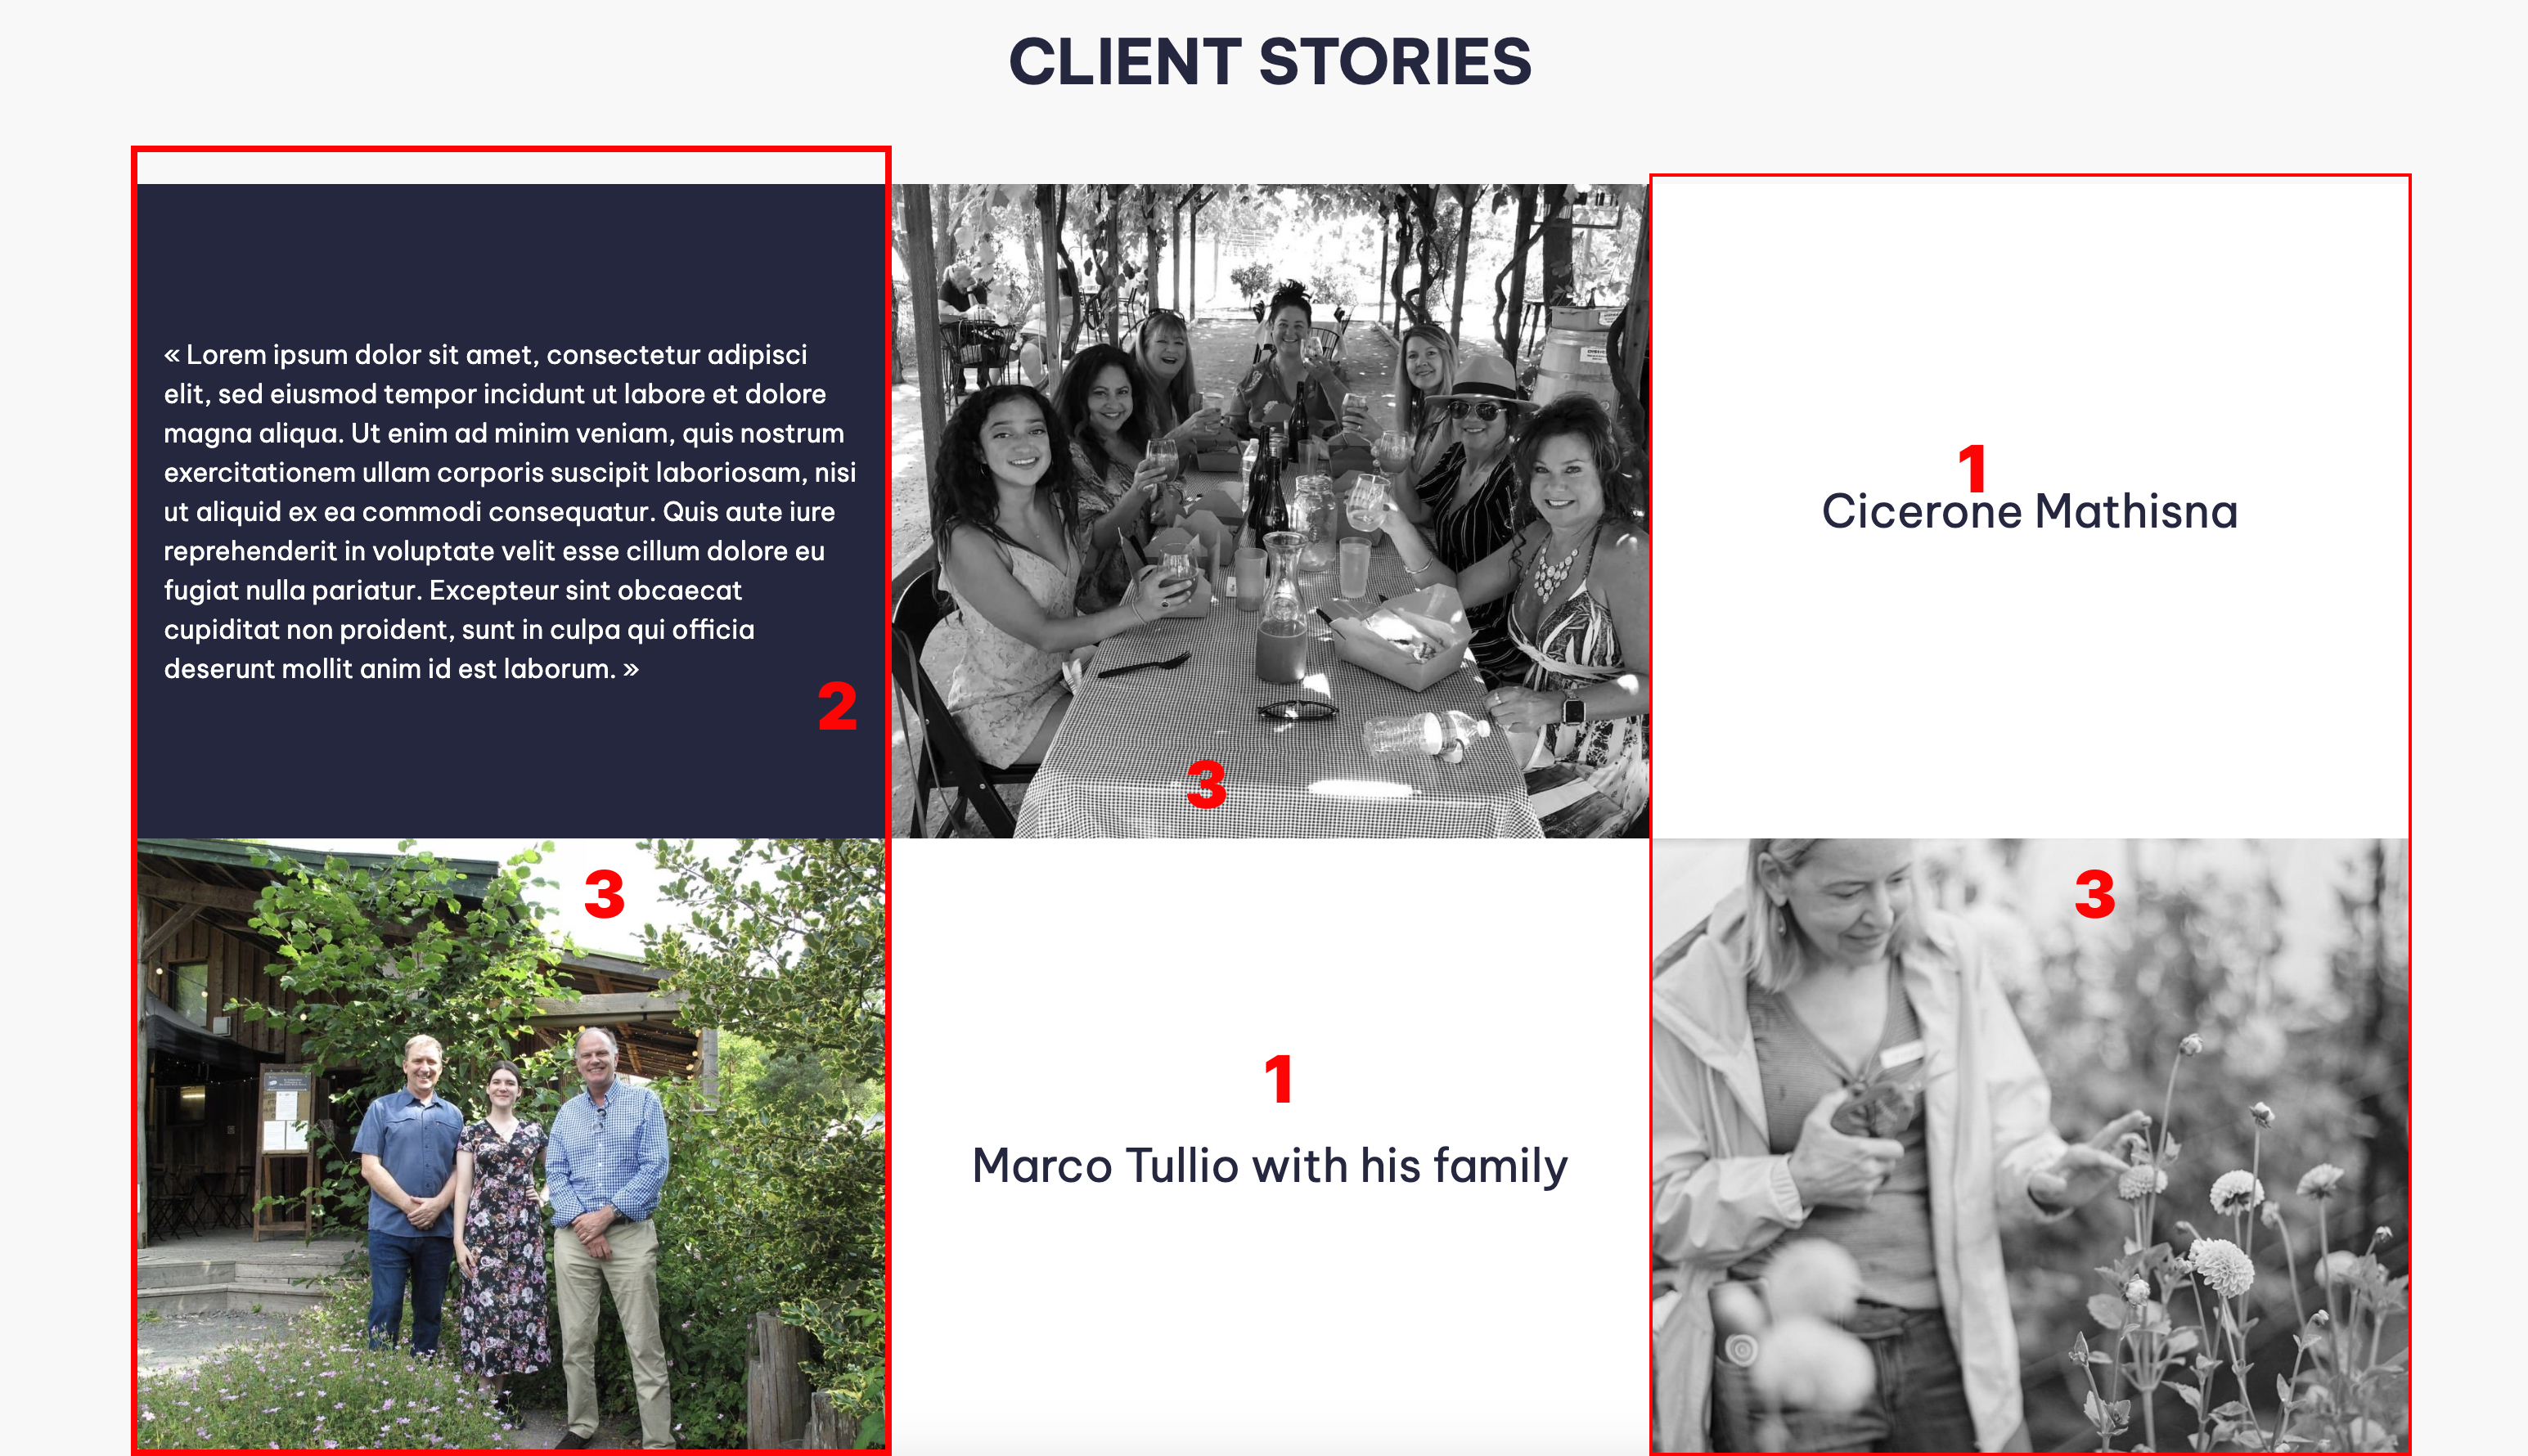 CLIENT STORIES
« Lorem ipsum dolor sit amet, consectetur adipisci
elit, sed eiusmod tempor incidunt ut labore et dolore
magna aliqua. Ut enim ad minim veniam, quis nostrum
exercitationem ullam corporis suscipit laboriosam, nisi
ut aliquid ex ea commodi consequatur. Quis aute iure
reprehenderit in voluptate velit esse cillum dolore eu
fugiat nulla pariatur. Excepteur sint obcaecat
cupiditat non proident, sunt in culpa qui officia
deserunt mollit anim id est laborum. »
2
3
1
Cicerone Mathisna
3
1
Marco Tullio with his family
3